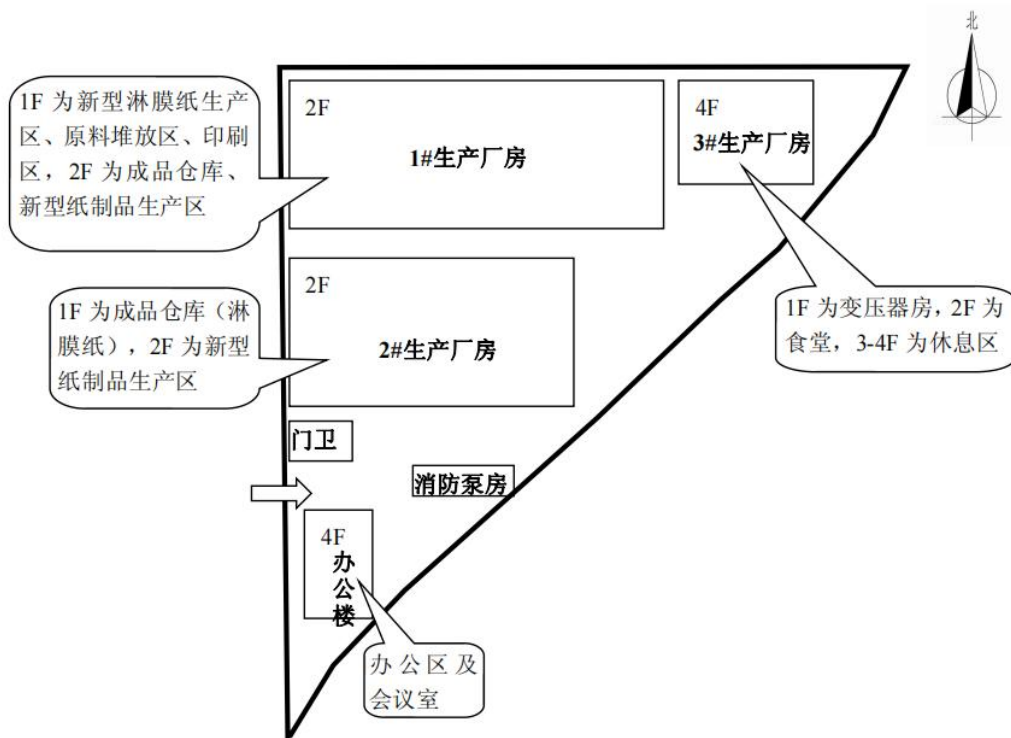 北
1F 为新型淋膜纸生产
区、原料堆放区、印刷
区，2F 为成品仓库、
新型纸制品生产区
2F
1#生产厂房
4F
3#生产厂房
1F 为成品仓库（淋
膜纸），2F 为新型
纸制品生产区
2F
2#生产厂房
1F 为变压器房，2F 为
食堂，3-4F 为休息区
门卫
消防泵房
4F
办
公
楼
办公区及
会议室